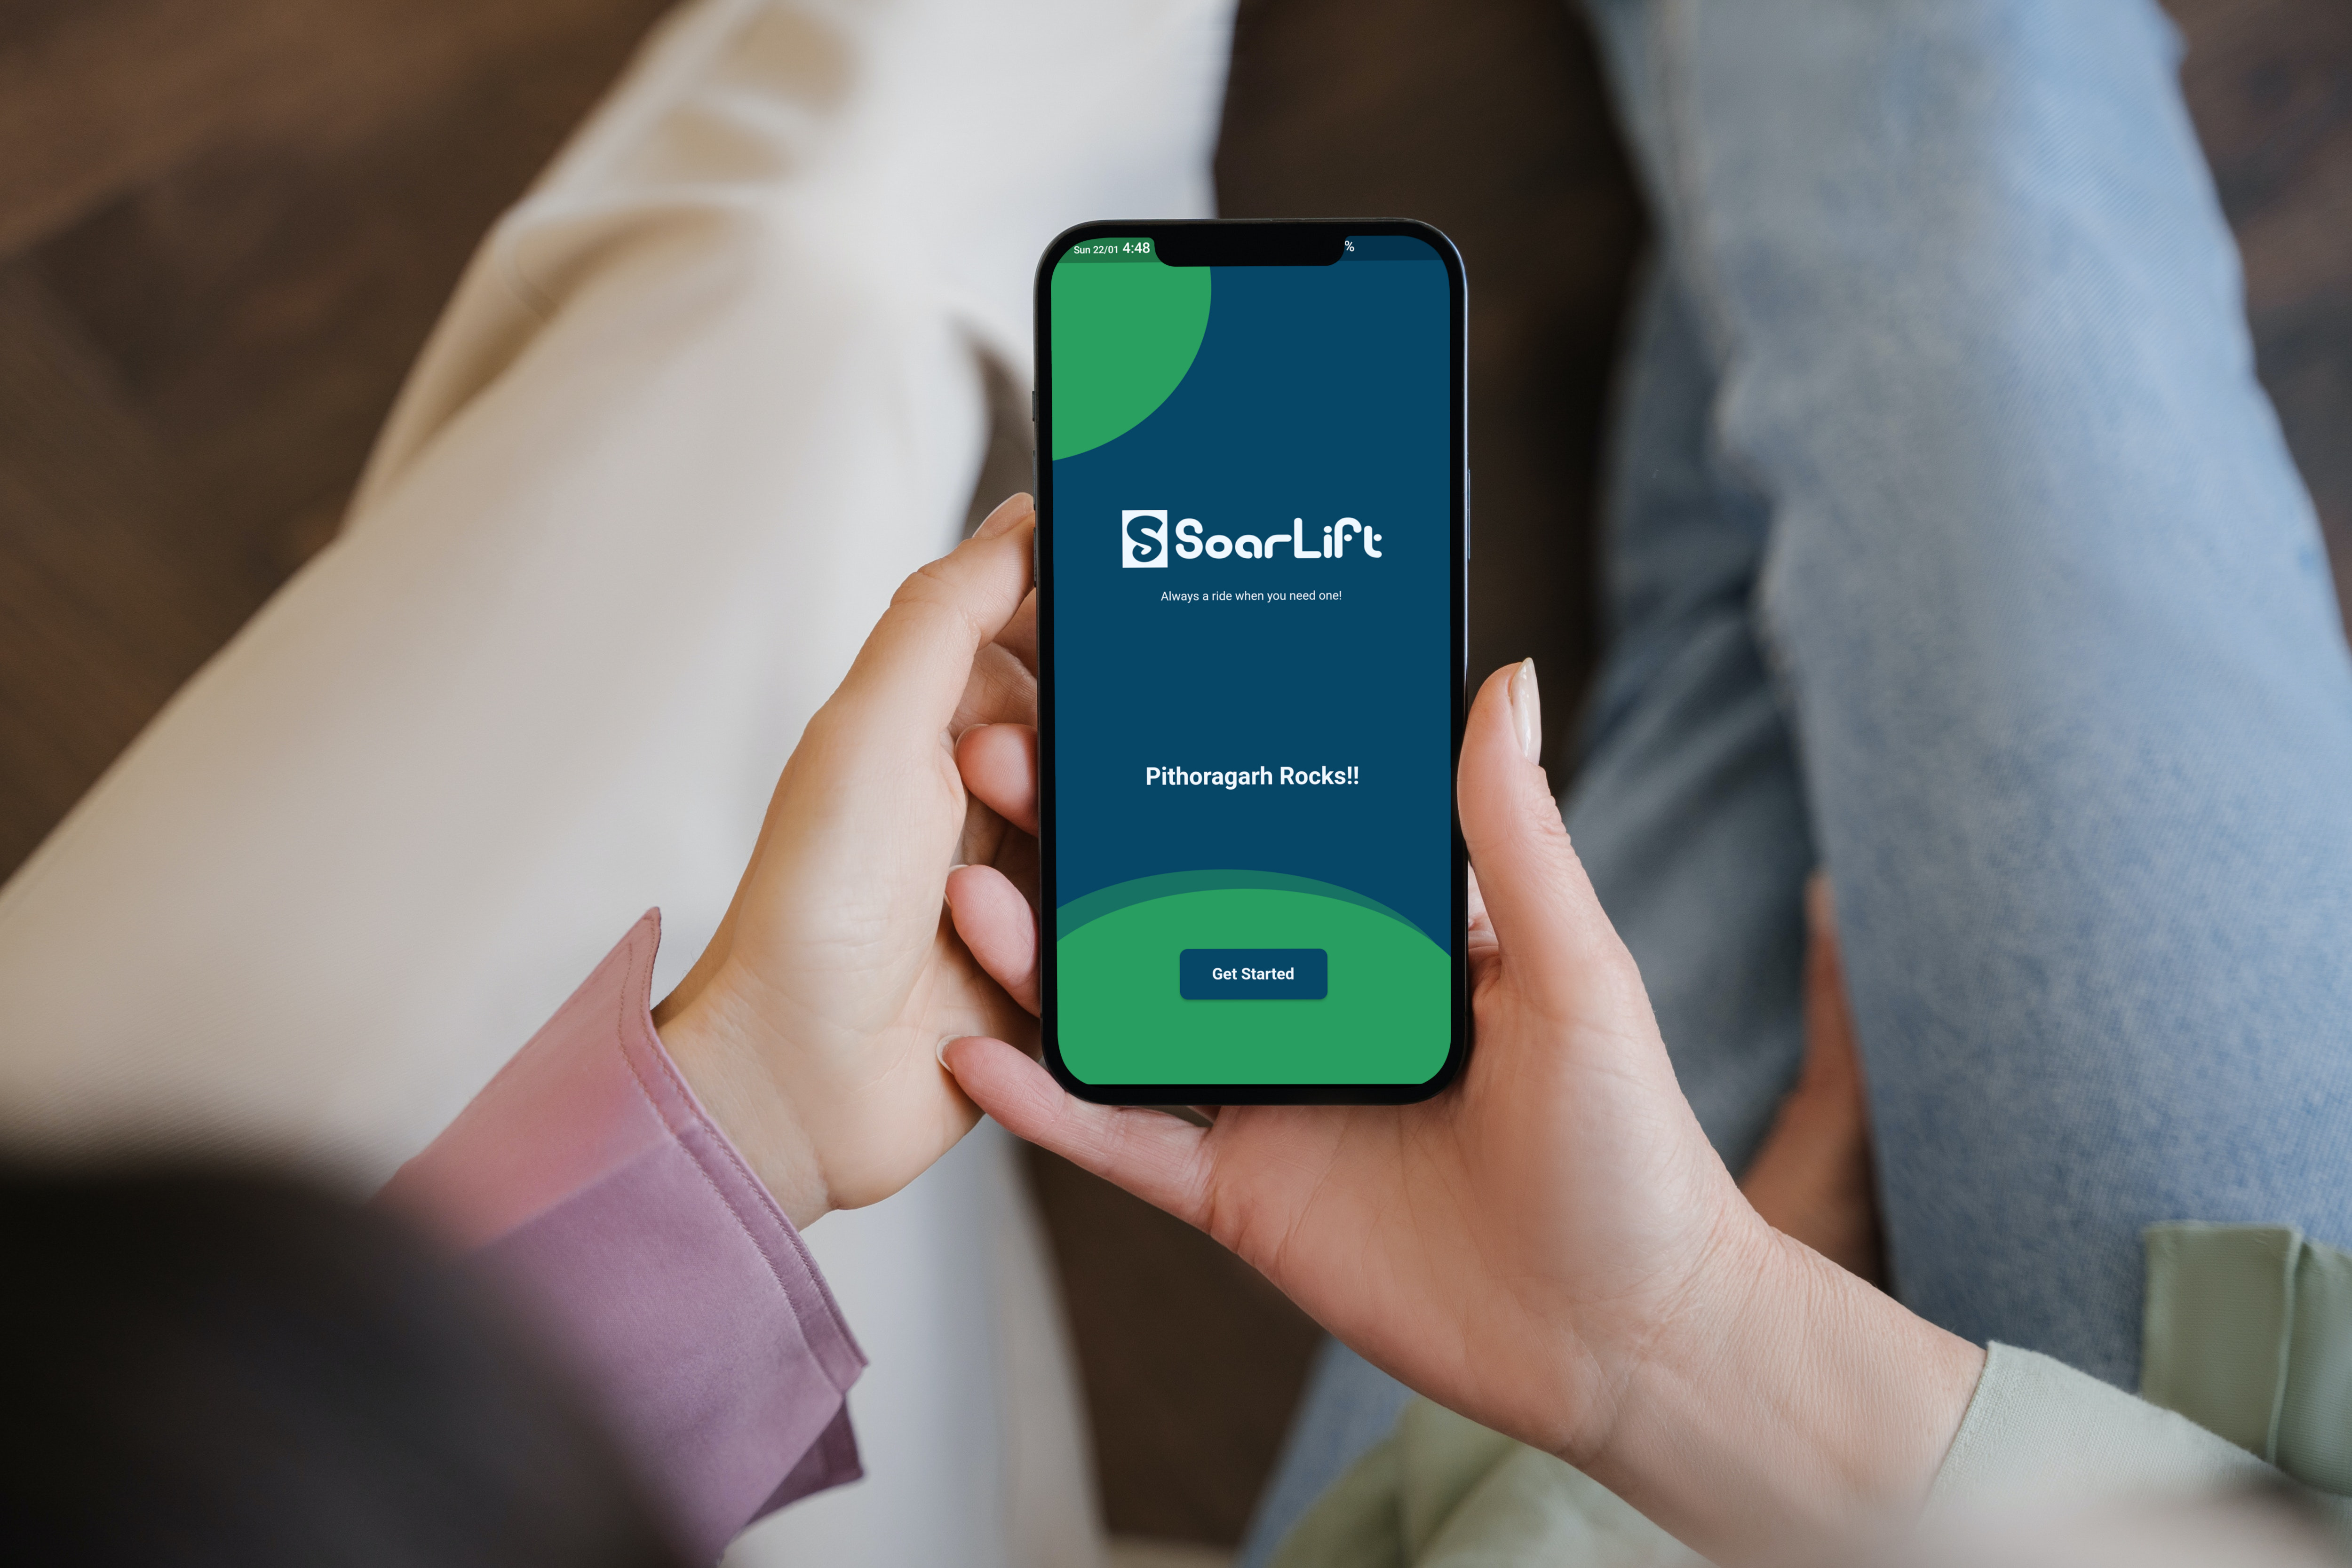 Sun 22/01 4:48 %
SoarLift
Always a ride when you need one!
Pithoragarh Rocks!!
Get Started